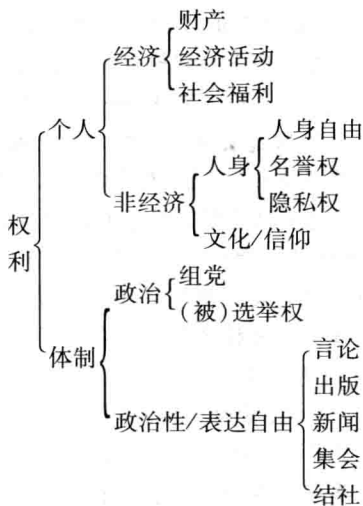 财产
经济
经济活动
社会福利
个人
人身自由
人身
名誉权
隐私权
非经济
文化/信仰
权
利
组党
政治
(被)选举权
体制
言论
出版
政治性/表达自由
新闻
集会
结社